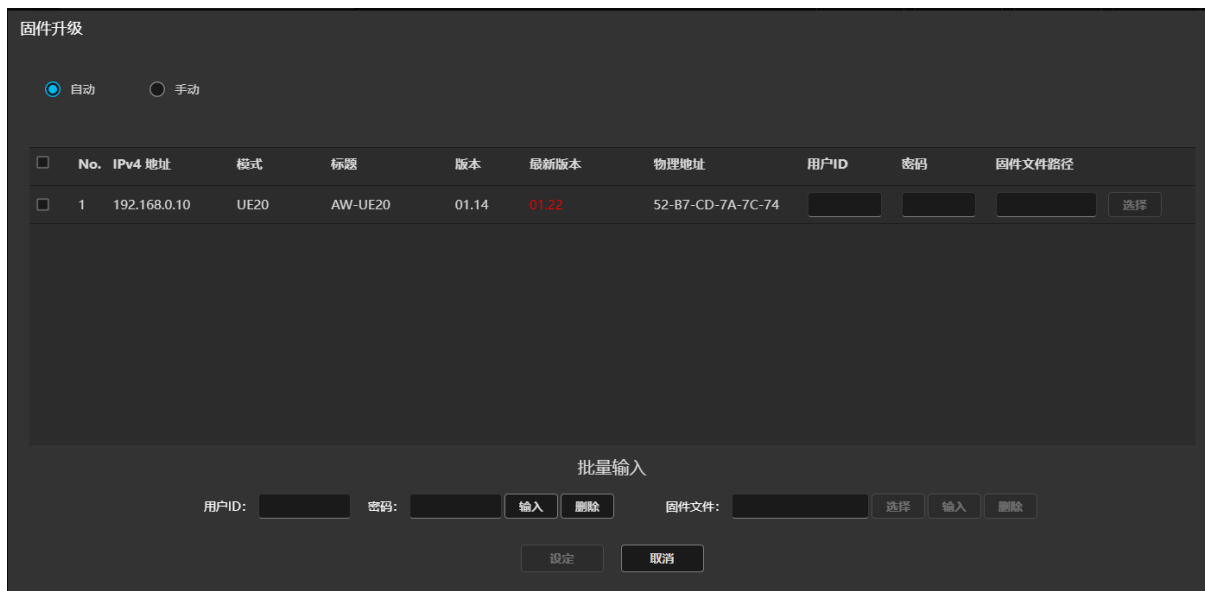 固件升级
自动 手动
No. IPv4 地址 模式 标题 版本 最新版本 物理地址 用户ID 密码 固件文件路径
1 192.168.0.10 UE20 AW-UE20 01.14 01.22 52-B7-CD-7A-7C-74 选择
批量输入
用户ID: 密码: 输入 删除 固件文件: 选择 输入 删除
设定 取消